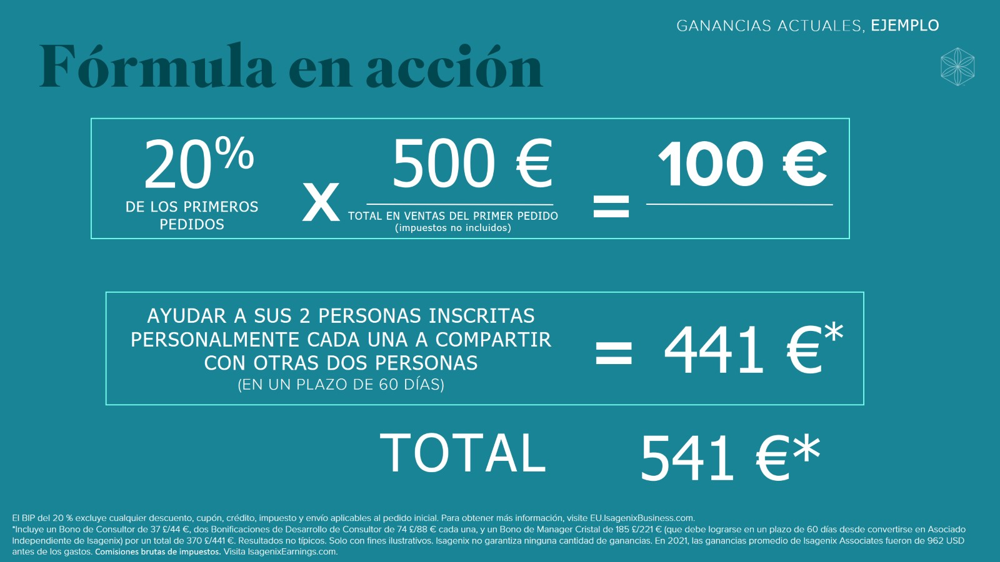 GANANCIAS ACTUALES, EJEMPLO
Fórmula en acción
20% X 500 € = 100 €
DE LOS PRIMEROS
PEDIDOS
TOTAL EN VENTAS DEL PRIMER PEDIDO
(impuestos no incluidos)
AYUDAR A SUS 2 PERSONAS INSCRITAS
PERSONALMENTE CADA UNA A COMPARTIR
CON OTRAS DOS PERSONAS
(EN UN PLAZO DE 60 DÍAS)
= 441 €*
TOTAL 541 €*
El BIP del 20 % excluye cualquier descuento, cupón, crédito, impuesto y envío aplicables al pedido inicial. Para obtener más información, visite EU.IsagenixBusiness.com.
*Incluye un Bono de Consultor de 37 £/44 €, dos Bonificaciones de Desarrollo de Consultor de 74 £/88 € cada una, y un Bono de Manager Cristal de 185 £/221 € (que debe lograrse en un plazo de 60 días desde convertirse en Asociado
Independiente de Isagenix) por un total de 370 £/441 €. Resultados no típicos. Solo con fines ilustrativos. Isagenix no garantiza ninguna cantidad de ganancias. En 2021, las ganancias promedio de Isagenix Associates fueron de 962 USD
antes de los gastos. Comisiones brutas de impuestos. Visita IsagenixEarnings.com.